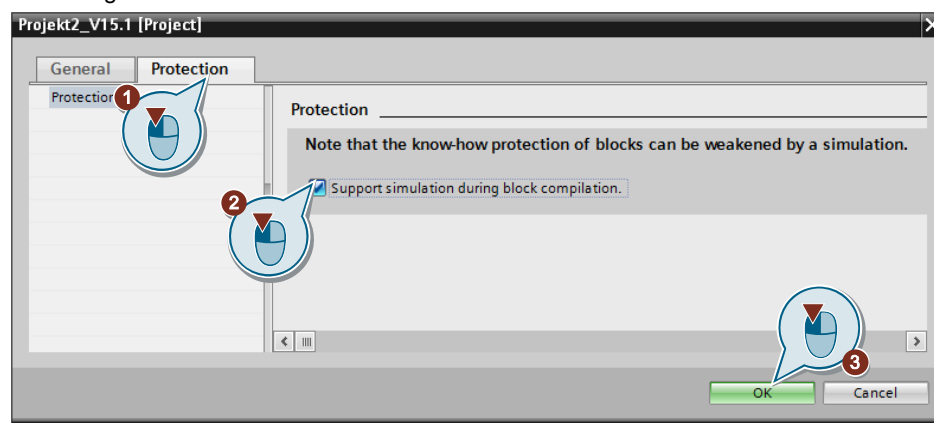 Projekt2_V15.1 [Project]
General Protection
Protection 1
Protection
Note that the know-how protection of blocks can be weakened by a simulation.
2 Support simulation during block compilation.
3
OK Cancel